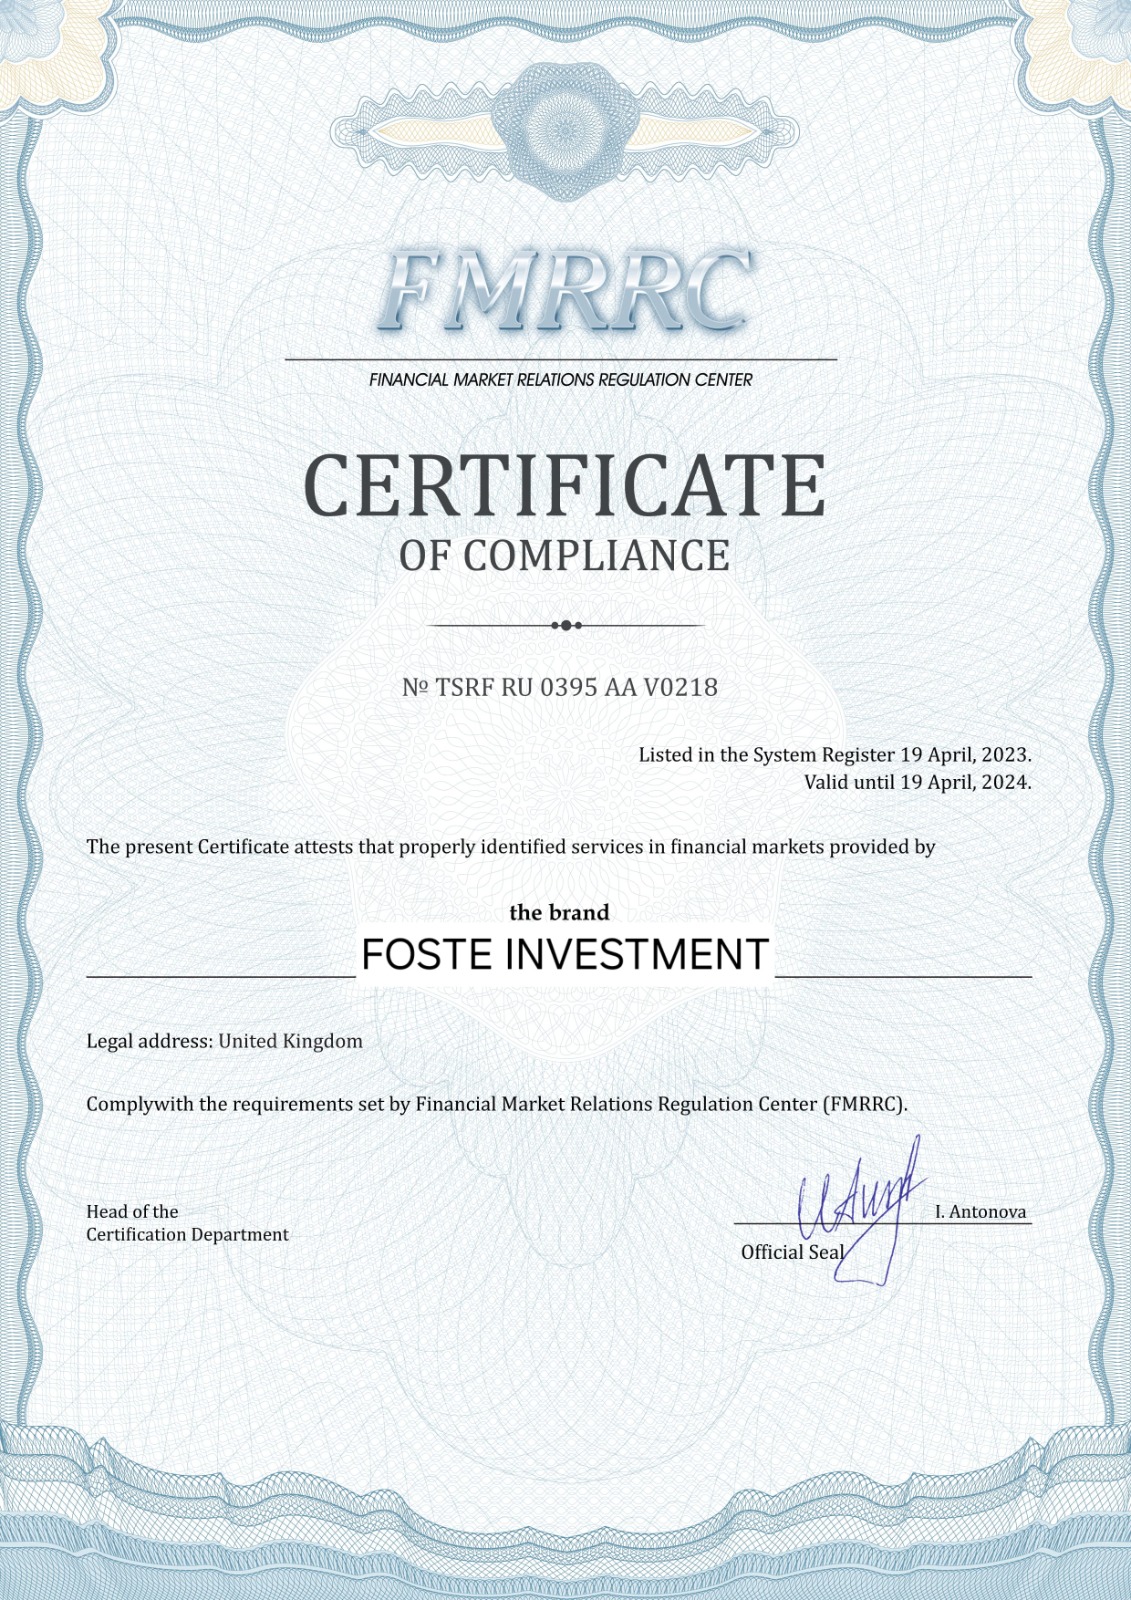 FMRRC
FINANCIAL MARKET RELATIONS REGULATION CENTER
CERTIFICATE
OF COMPLIANCE
№ TSRF RU 0395 AA V0218
Listed in the System Register 19 April, 2023.
Valid until 19 April, 2024.
The present Certificate attests that properly identified services in financial markets provided by
the brand
FOSTE INVESTMENT
Legal address: United Kingdom
Complywith the requirements set by Financial Market Relations Regulation Center (FMRRC).
Head of the
Certification Department
I. Antonova
Official Seal